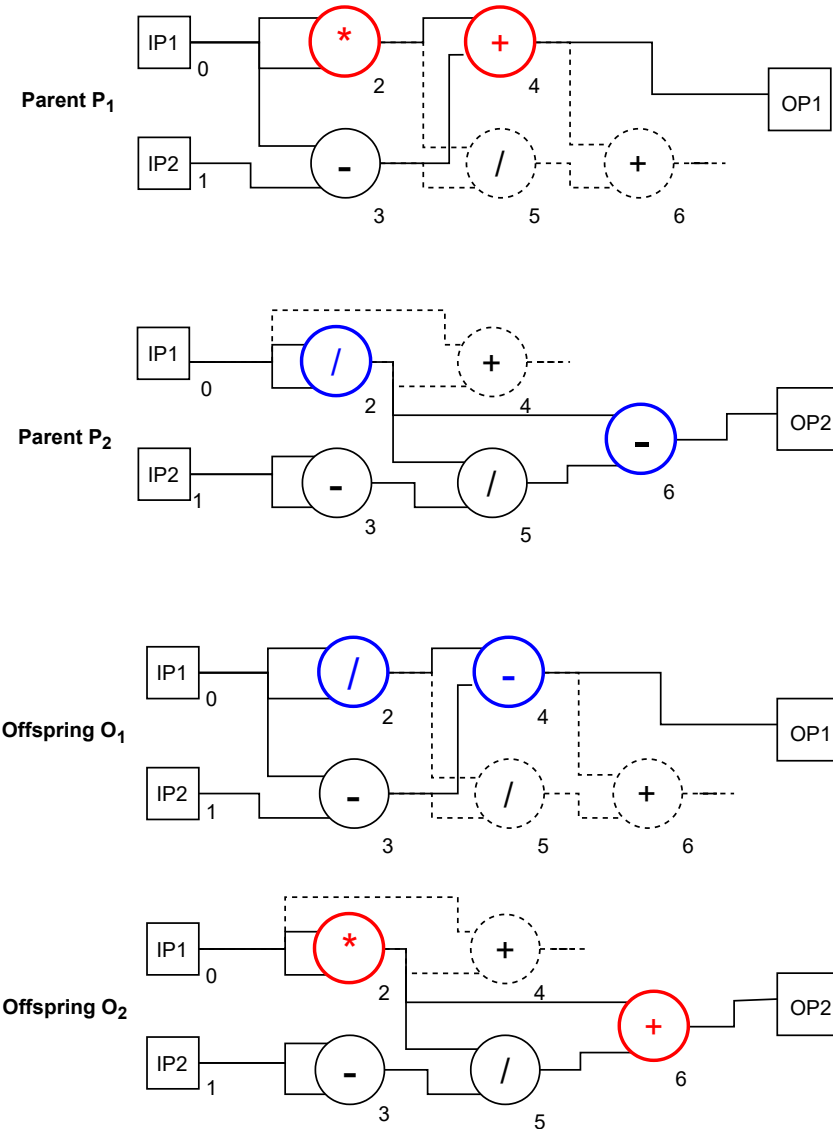 IP1 * + OP1
0 2 4
Parent P1
IP2 - / +
1 3 5 6
IP1 / +
0 2 4
OP2
Parent P2
-
IP2 - / 6
1 3 5
IP1 / -
0 2 4
OP1
Offspring O1
IP2 - / +
1 3 5 6
IP1 * +
0 2 4
OP2
Offspring O2
+
IP2 - / 6
1 3 5